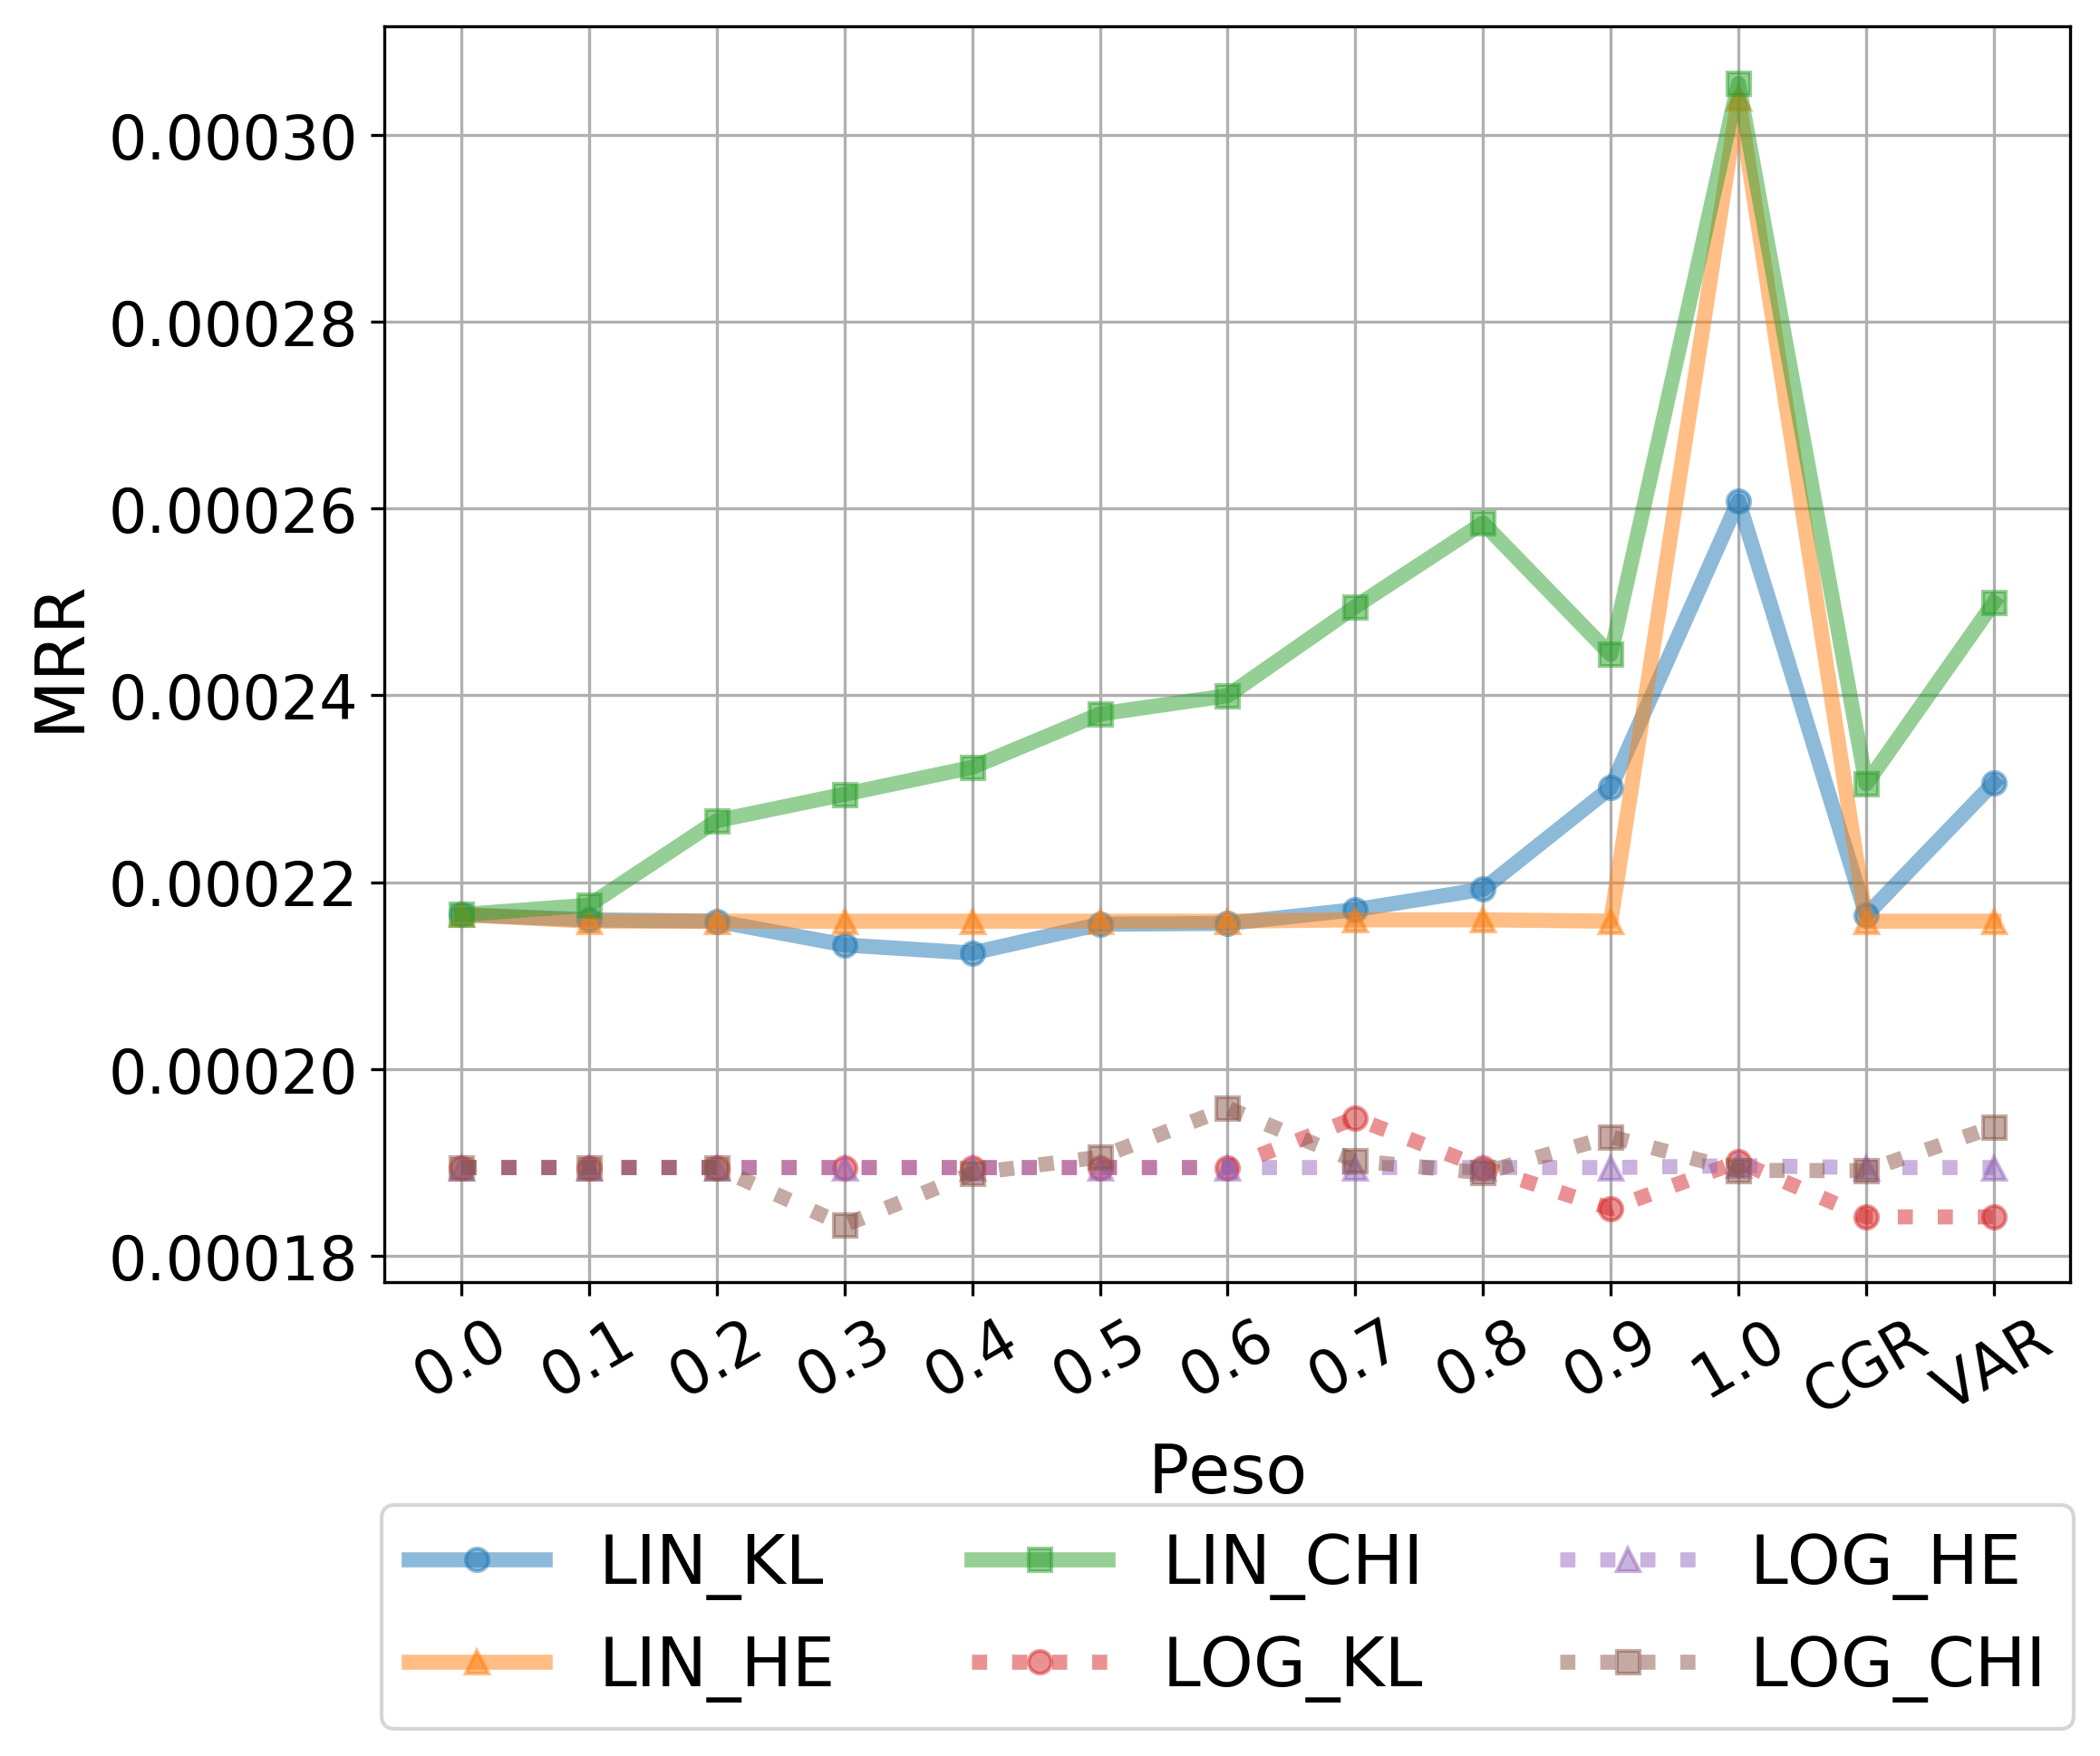 MRR
0.00030
0.00028
0.00026
0.00024
0.00022
0.00020
0.00018
0.0 0.1 0.2 0.3 0.4 0.5 0.6 0.7 0.8 0.9 1.0 CGR VAR
Peso
LIN_KL LIN_CHI LOG_HE
LIN_HE LOG_KL LOG_CHI